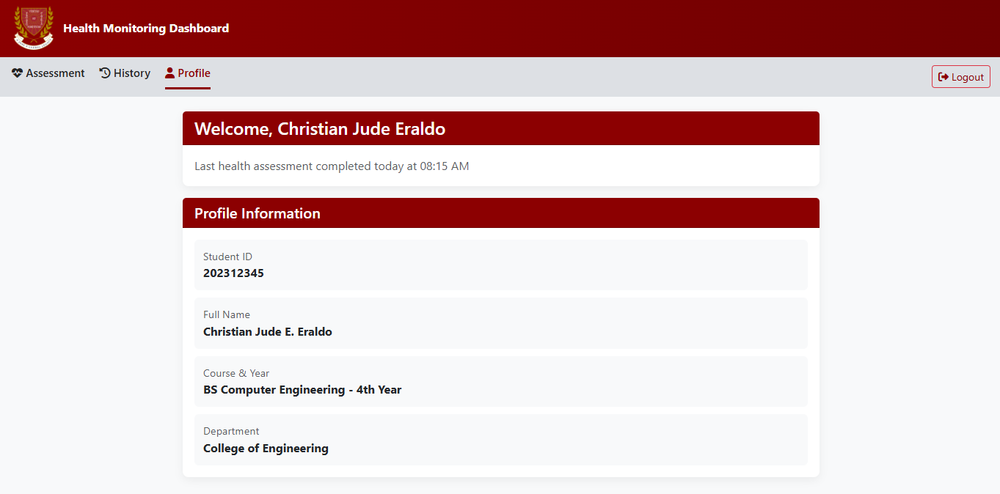 Health Monitoring Dashboard
Assessment
History
Profile
Logout
Welcome, Christian Jude Eraldo
Last health assessment completed today at 08:15 AM
Profile Information
Student ID
202312345
Full Name
Christian Jude E. Eraldo
Course & Year
BS Computer Engineering - 4th Year
Department
College of Engineering